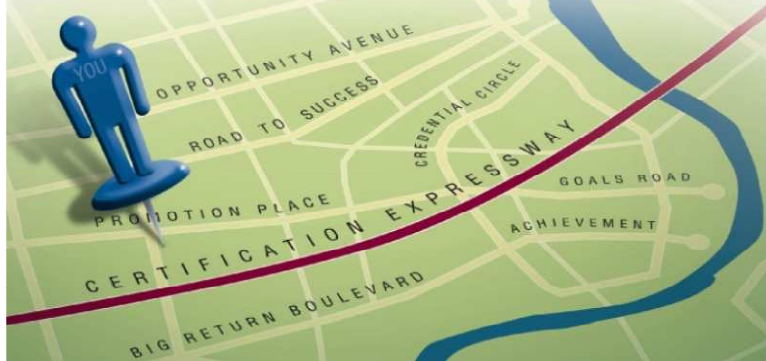 YOU
OPPORTUNITY AVENUE
ROAD TO SUCCESS
CREDENTIAL CIRCLE
PROMOTION PLACE
CERTIFICATION EXPRESSWAY
GOALS ROAD
ACHIEVEMENT
BIG RETURN BOULEVARD